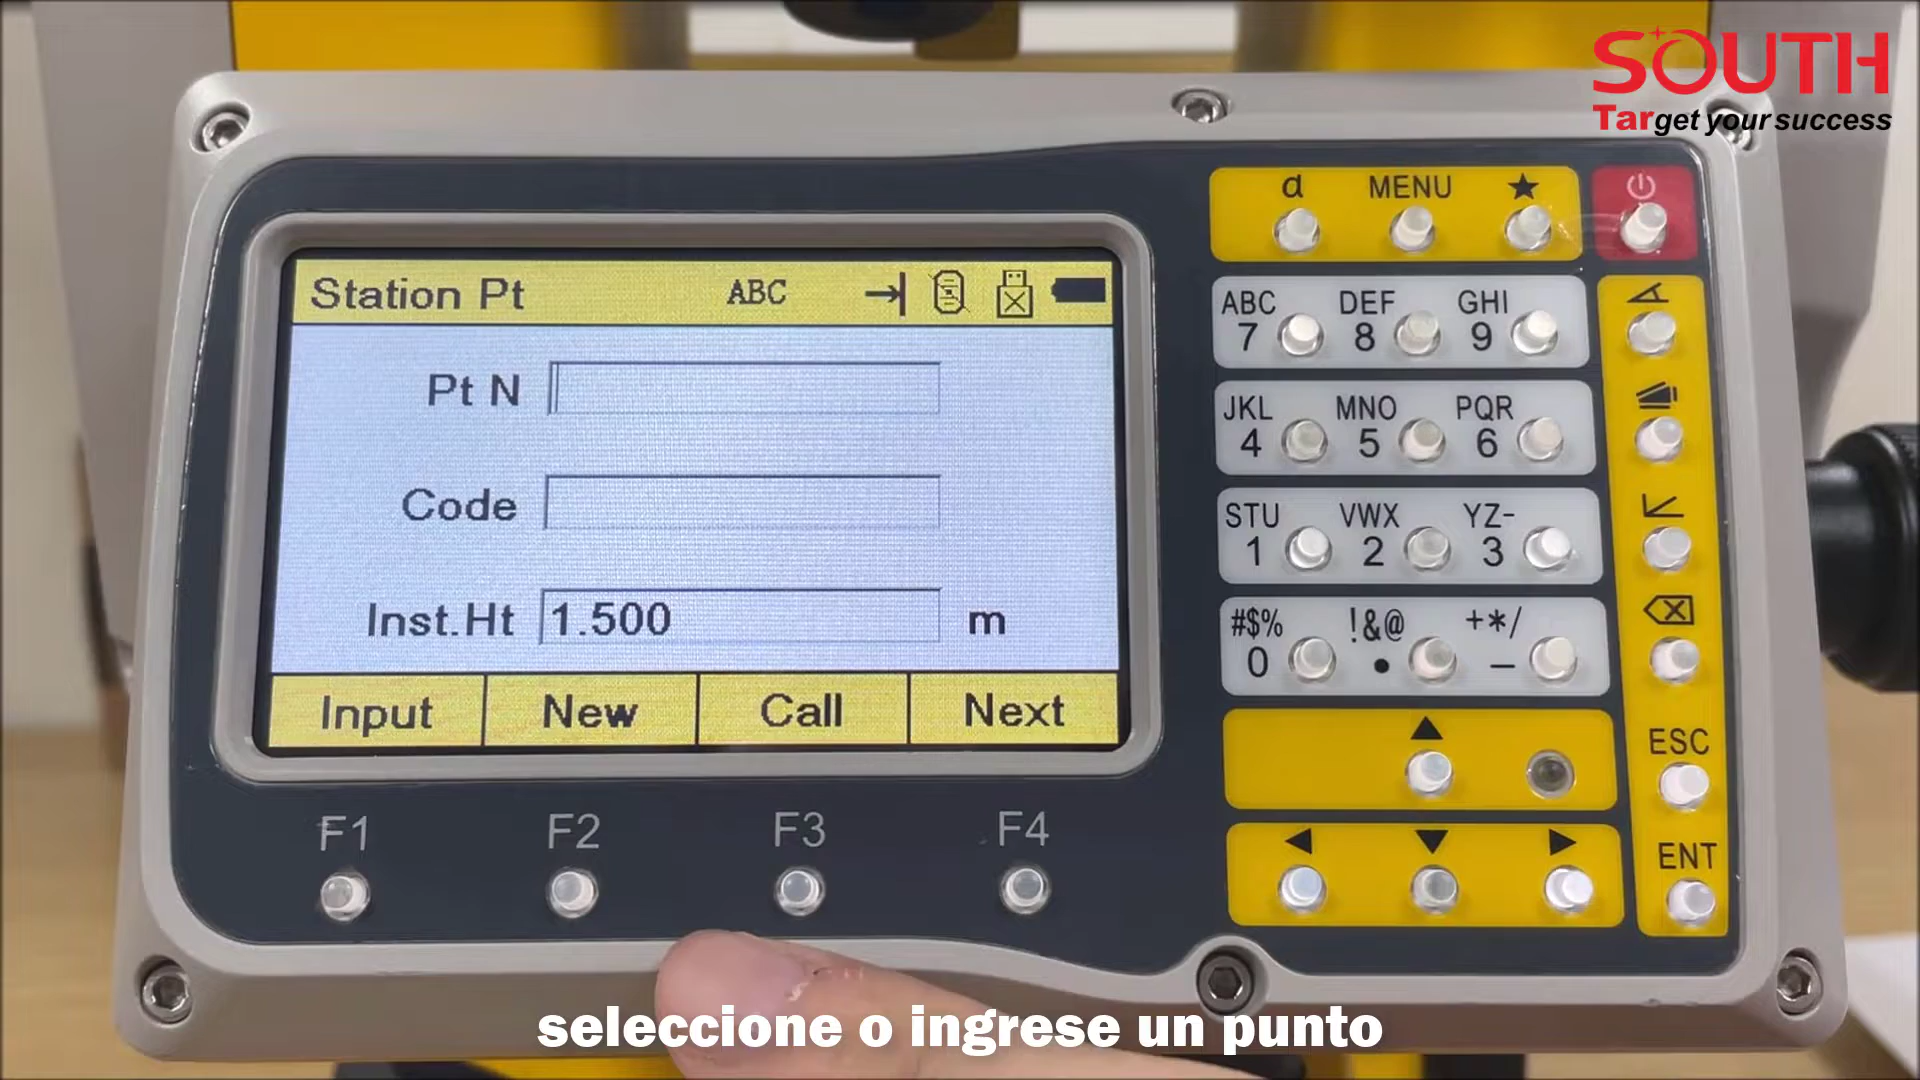 SOUTH
Target your success
α MENU ★
Station Pt ABC
ABC DEF GHI
7 8 9
Pt N
JKL MNO PQR
4 5 6
Code
STU VWX YZ-
1 2 3
Inst.Ht 1.500 m
#$% !&@ +*/
0 • –
Input New Call Next
ESC
F1 F2 F3 F4
ENT
seleccione o ingrese un punto